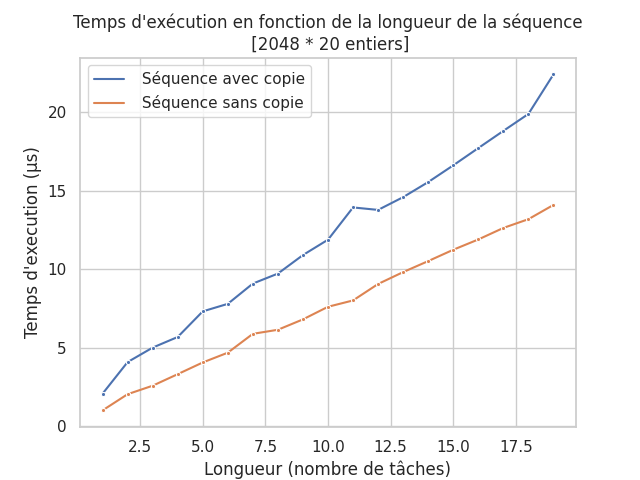 Temps d'exécution en fonction de la longueur de la séquence
[2048 * 20 entiers]
Séquence avec copie
Séquence sans copie
Temps d'execution (µs)
20
15
10
5
0
2.5 5.0 7.5 10.0 12.5 15.0 17.5
Longueur (nombre de tâches)